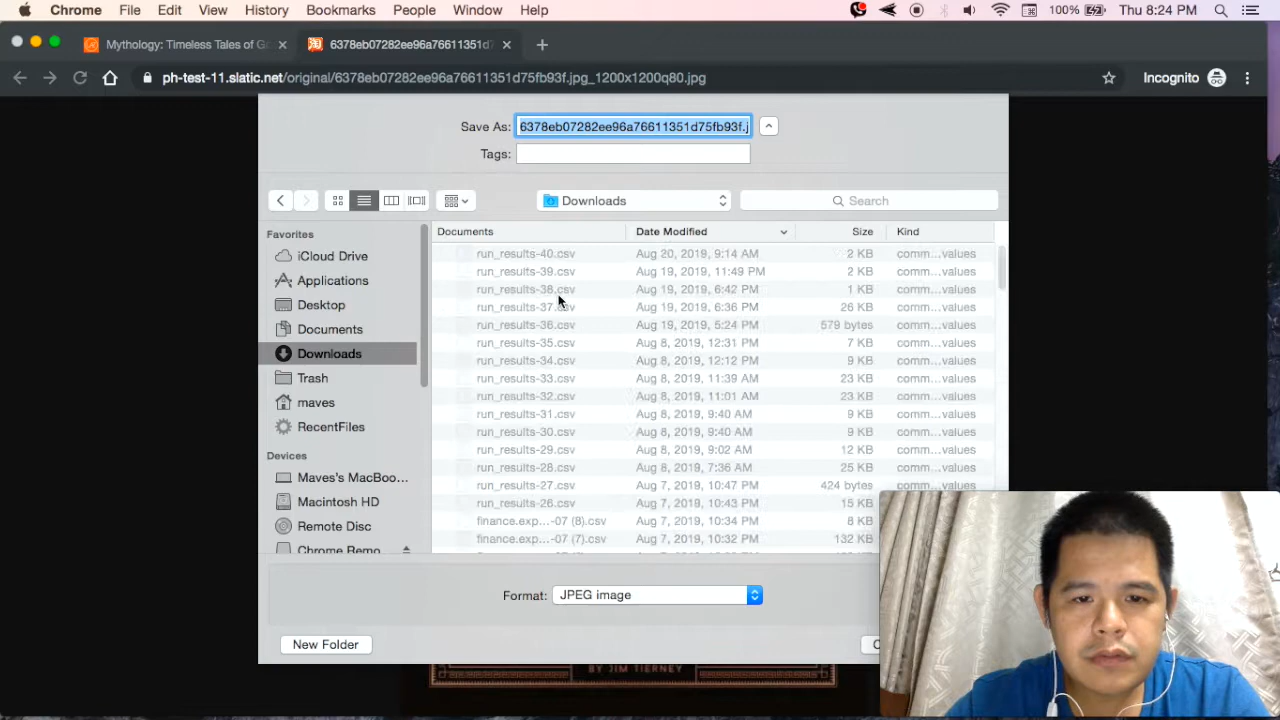 Chrome File Edit View History Bookmarks People Window Help 100% Thu 8:24 PM
Mythology: Timeless Tales of Go 6378eb07282ee96a76611351d7
ph-test-11.slatic.net/original/6378eb07282ee96a76611351d75fb93f.jpg_1200x1200q80.jpg Incognito
Save As: 6378eb07282ee96a76611351d75fb93f.j
Tags:
Downloads Search
Favorites Documents Date Modified Size Kind
iCloud Drive run_results-40.csv Aug 20, 2019, 9:14 AM 2 KB comm...values
run_results-39.csv Aug 19, 2019, 11:49 PM 2 KB comm...values
Applications run_results-38.csv Aug 19, 2019, 6:42 PM 1 KB comm...values
Desktop run_results-37.csv Aug 19, 2019, 6:36 PM 26 KB comm...values
Documents run_results-36.csv Aug 19, 2019, 5:24 PM 579 bytes comm...values
Downloads run_results-35.csv Aug 8, 2019, 12:31 PM 7 KB comm...values
run_results-34.csv Aug 8, 2019, 12:12 PM 9 KB comm...values
Trash run_results-33.csv Aug 8, 2019, 11:39 AM 23 KB comm...values
maves run_results-32.csv Aug 8, 2019, 11:01 AM 23 KB comm...values
run_results-31.csv Aug 8, 2019, 9:40 AM 9 KB comm...values
RecentFiles run_results-30.csv Aug 8, 2019, 9:40 AM 9 KB comm...values
Devices run_results-29.csv Aug 8, 2019, 9:02 AM 12 KB comm...values
Maves's MacBoo... run_results-28.csv Aug 8, 2019, 7:36 AM 25 KB comm...values
run_results-27.csv Aug 7, 2019, 10:47 PM 424 bytes comm...values
Macintosh HD run_results-26.csv Aug 7, 2019, 10:43 PM 15 KB
Remote Disc finance.exp...-07 (8).csv Aug 7, 2019, 10:34 PM
Chrome Remo... finance.exp...-07 (7).csv Aug 7, 2019, 10:32 PM
Format: JPEG image
New Folder
BY JIM TIERNEY